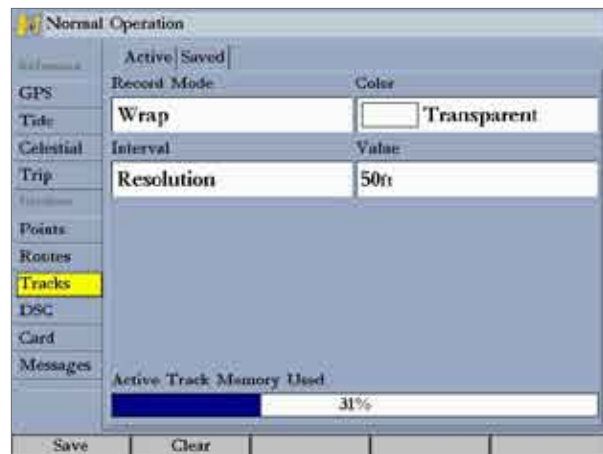 Normal Operation
Reference
GPS
Tide
Celestial
Trip
Points
Routes
Tracks
DSC
Card
Messages
Active Saved
Record Mode
Color
Wrap
Transparent
Interval
Value
Resolution
50ft
Active Track Memory Used
31%
Save
Clear